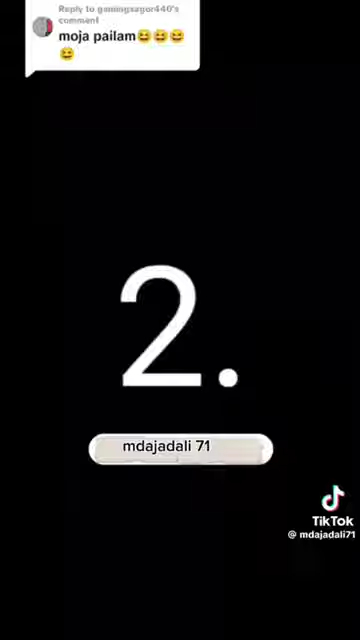 Reply to gamingsagor440's
comment
moja pailam😆😆😆
😆
2.
mdajadali 71
TikTok
@ mdajadali71